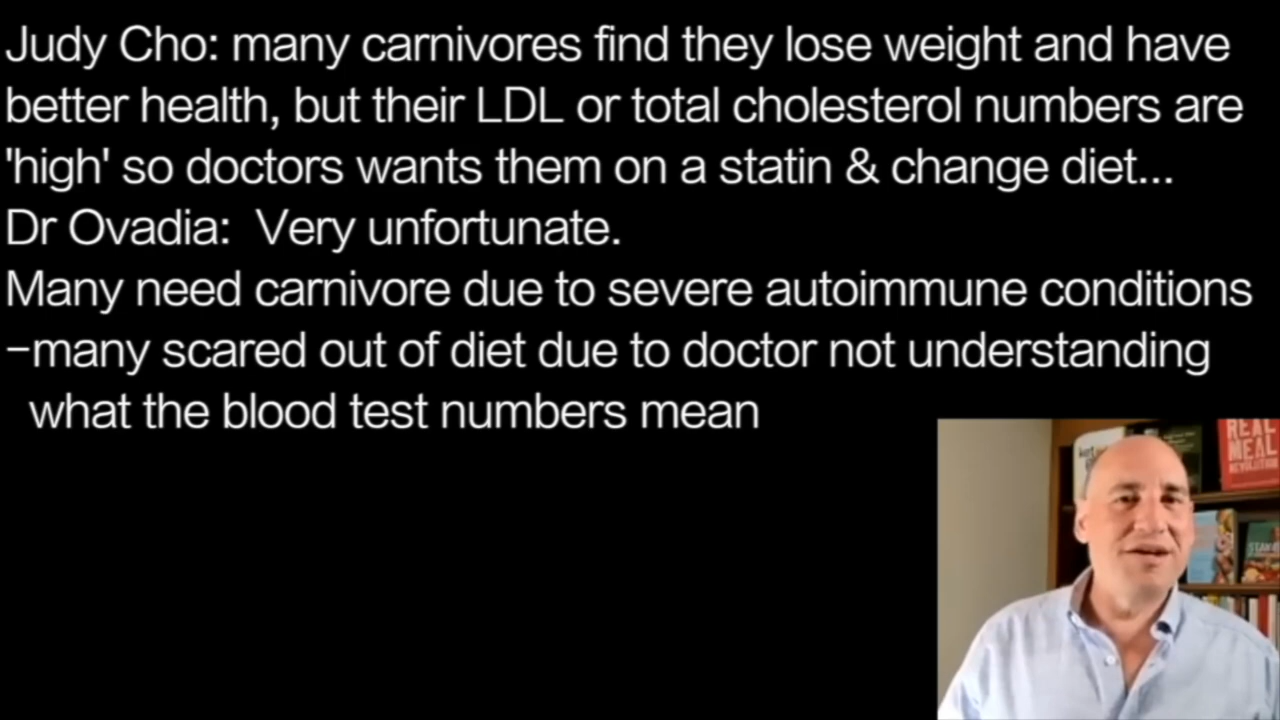 Judy Cho: many carnivores find they lose weight and have
better health, but their LDL or total cholesterol numbers are
'high' so doctors wants them on a statin & change diet...
Dr Ovadia:  Very unfortunate.
Many need carnivore due to severe autoimmune conditions
–many scared out of diet due to doctor not understanding
what the blood test numbers mean
REAL
MEAL
REVOLUTION